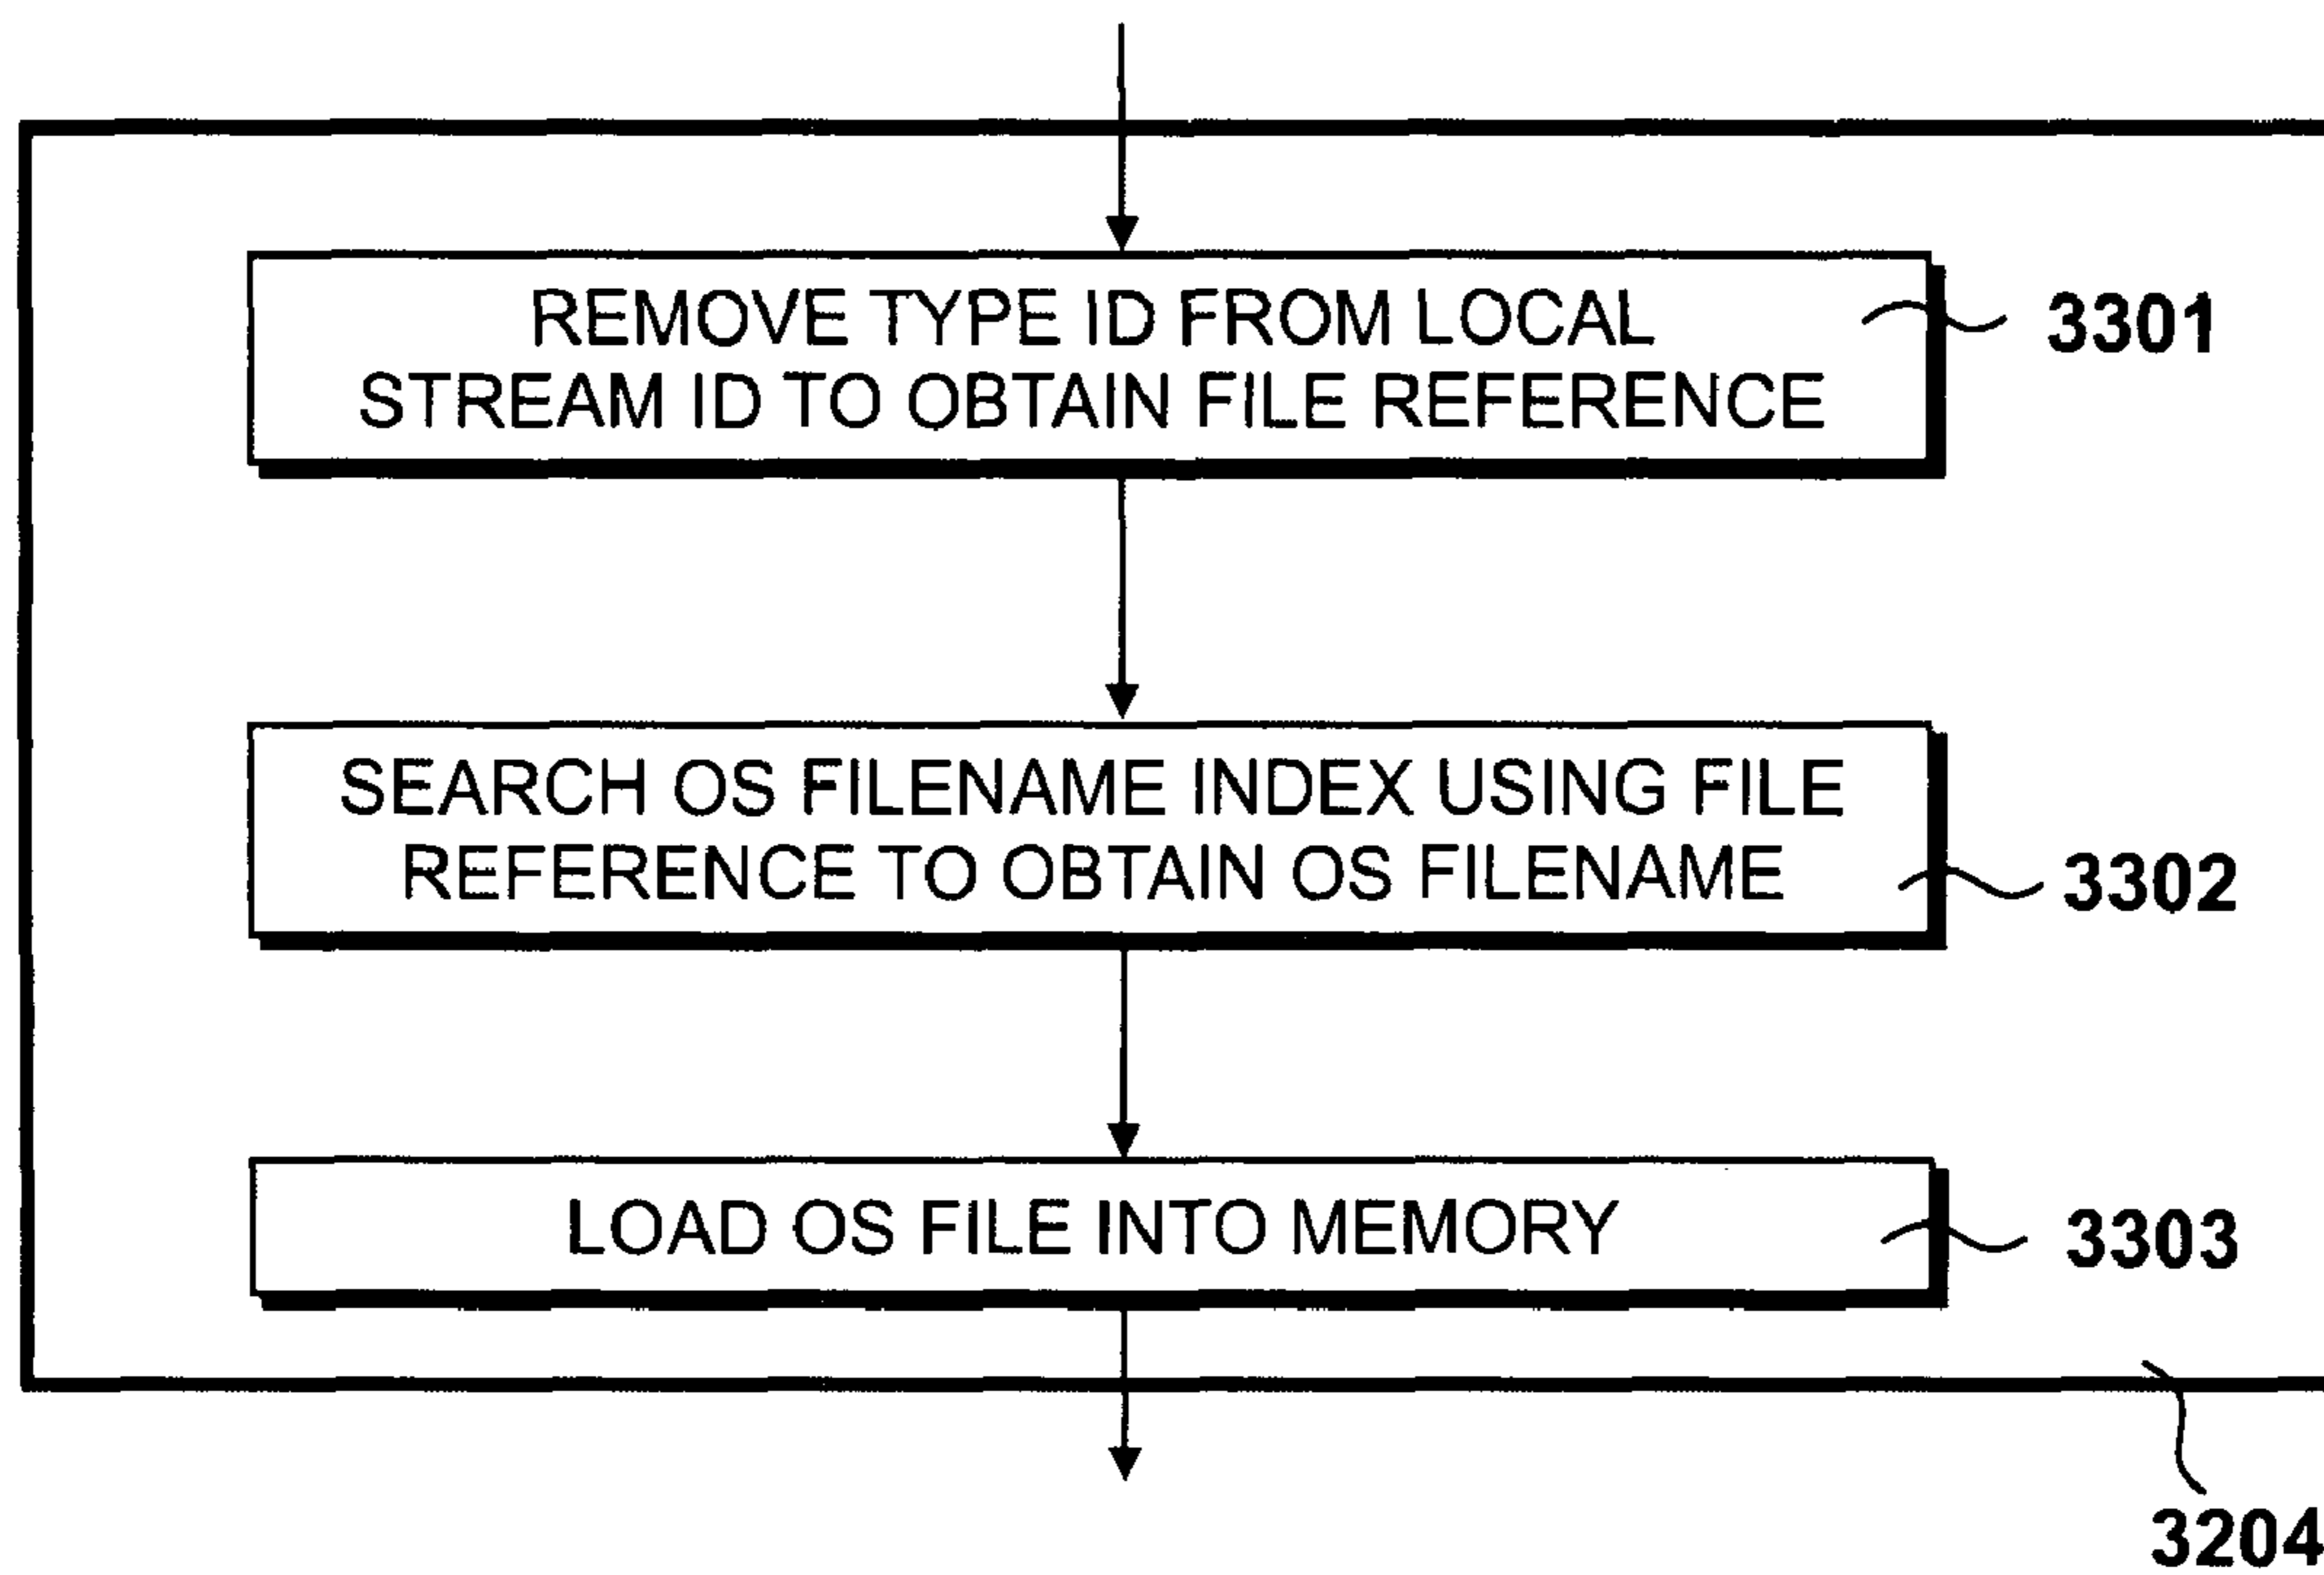 REMOVE TYPE ID FROM LOCAL
STREAM ID TO OBTAIN FILE REFERENCE
3301
SEARCH OS FILENAME INDEX USING FILE
REFERENCE TO OBTAIN OS FILENAME
3302
LOAD OS FILE INTO MEMORY
3303
3204